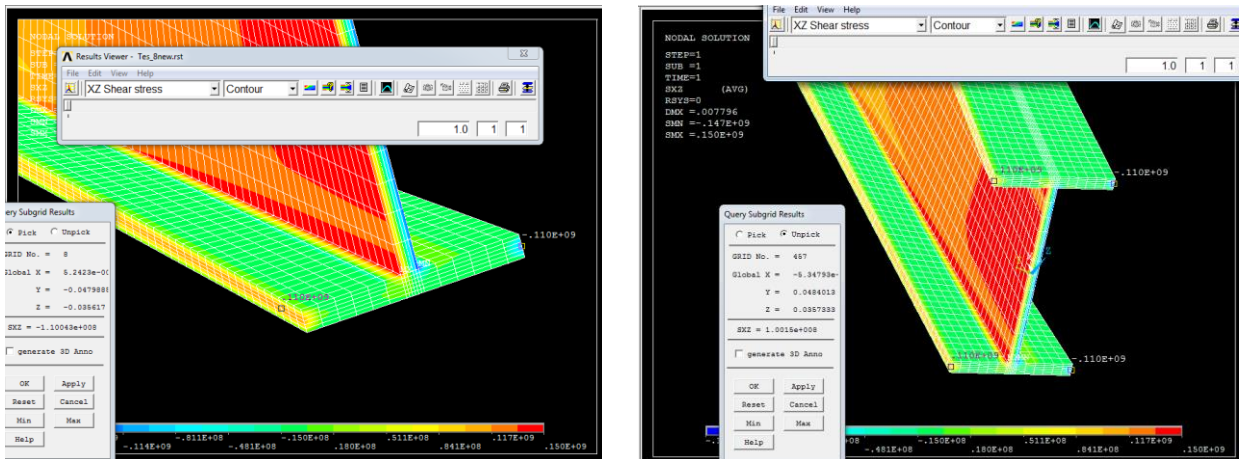 NODAL SOLUTION
Results Viewer - Tes_8new.rst
File Edit View Help
XZ Shear stress
Contour
1.0 1 1
-.110E+09
.110E+09
Query Subgrid Results
Pick Unpick
GRID No. = 8
Global X = 5.2423e-00
Y = -0.047988
Z = -0.035617
SXZ = -1.10043e+008
generate 3D Anno
OK Apply
Reset Cancel
Min Max
Help
-.114E+09 -.811E+08 -.481E+08 -.150E+08 .180E+08 .511E+08 .841E+08 .117E+09 .150E+09
File Edit View Help
XZ Shear stress
Contour
1.0 1 1
NODAL SOLUTION
STEP=1
SUB =1
TIME=1
SXZ (AVG)
RSYS=0
DMX =.007796
SMN =-.147E+09
SMX =.150E+09
.110E+09
-.110E+09
.110E+09
-.110E+09
Query Subgrid Results
Pick Unpick
GRID No. = 457
Global X = -5.34793e-
Y = 0.0484013
Z = 0.0357333
SXZ = 1.0015e+008
generate 3D Anno
OK Apply
Reset Cancel
Min Max
Help
-.481E+08 -.150E+08 .180E+08 .511E+08 .841E+08 .117E+09 .150E+09